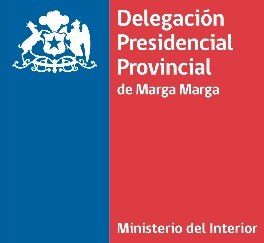 Delegación
Presidencial
Provincial
de Marga Marga
Ministerio del Interior